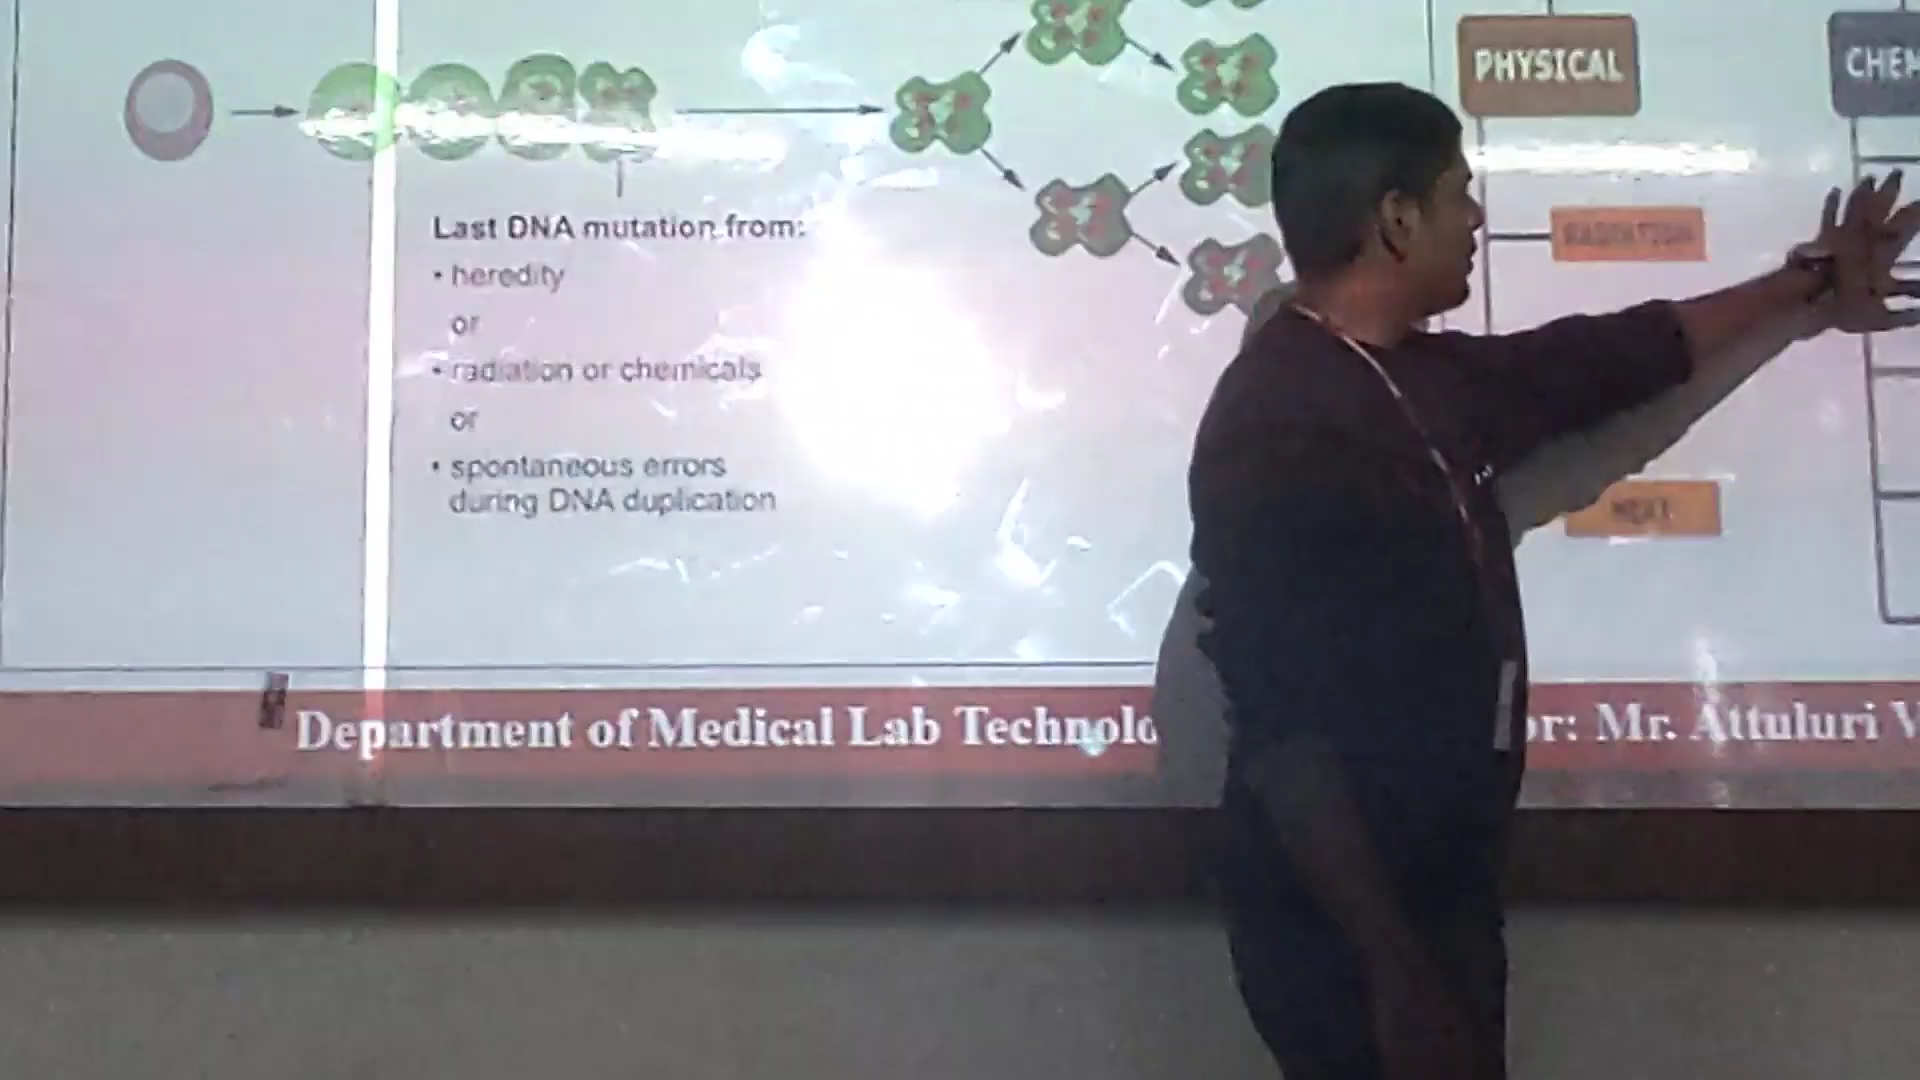 PHYSICAL
CHEM
Last DNA mutation from:
• heredity
or
• radiation or chemicals
or
• spontaneous errors
during DNA duplication
RADIATION
HEAT
Department of Medical Lab Technolo
or: Mr. Attuluri V